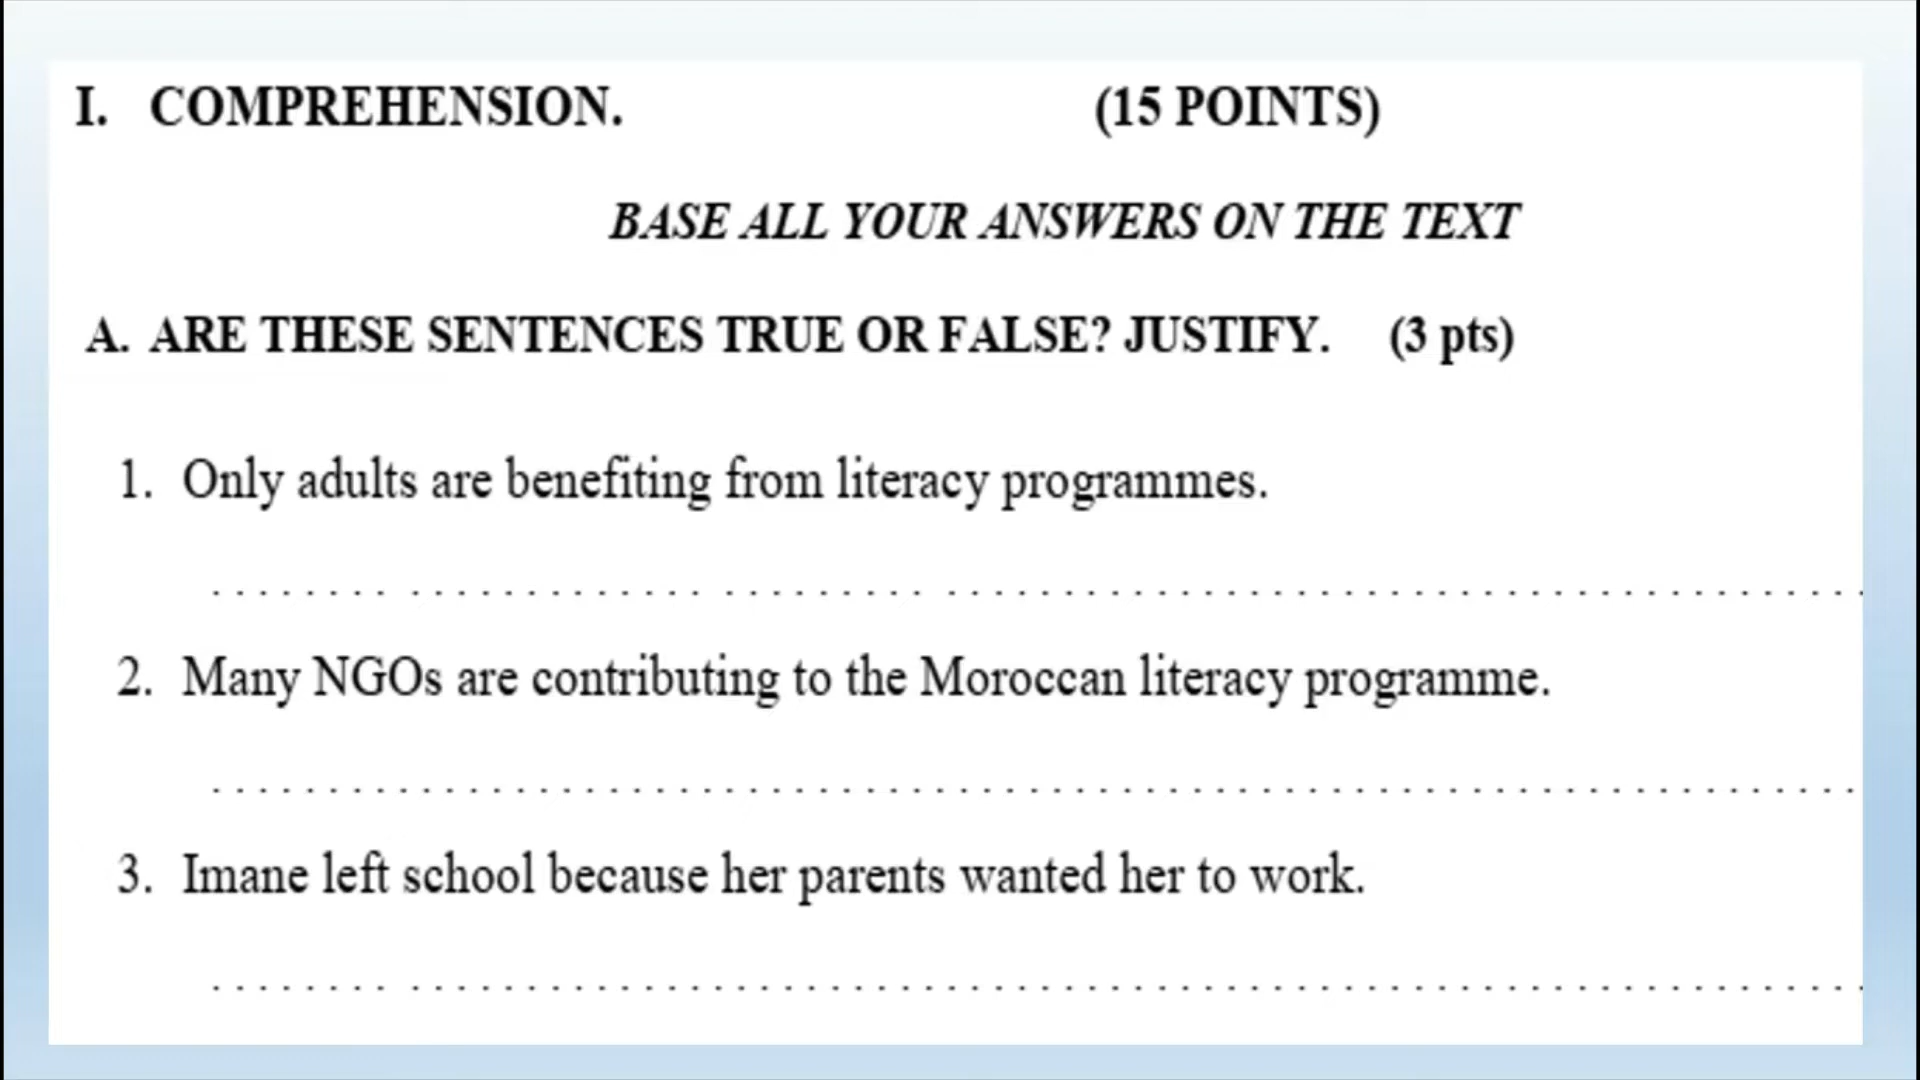 I. COMPREHENSION. (15 POINTS)
BASE ALL YOUR ANSWERS ON THE TEXT
A. ARE THESE SENTENCES TRUE OR FALSE? JUSTIFY. (3 pts)
1. Only adults are benefiting from literacy programmes.
2. Many NGOs are contributing to the Moroccan literacy programme.
3. Imane left school because her parents wanted her to work.